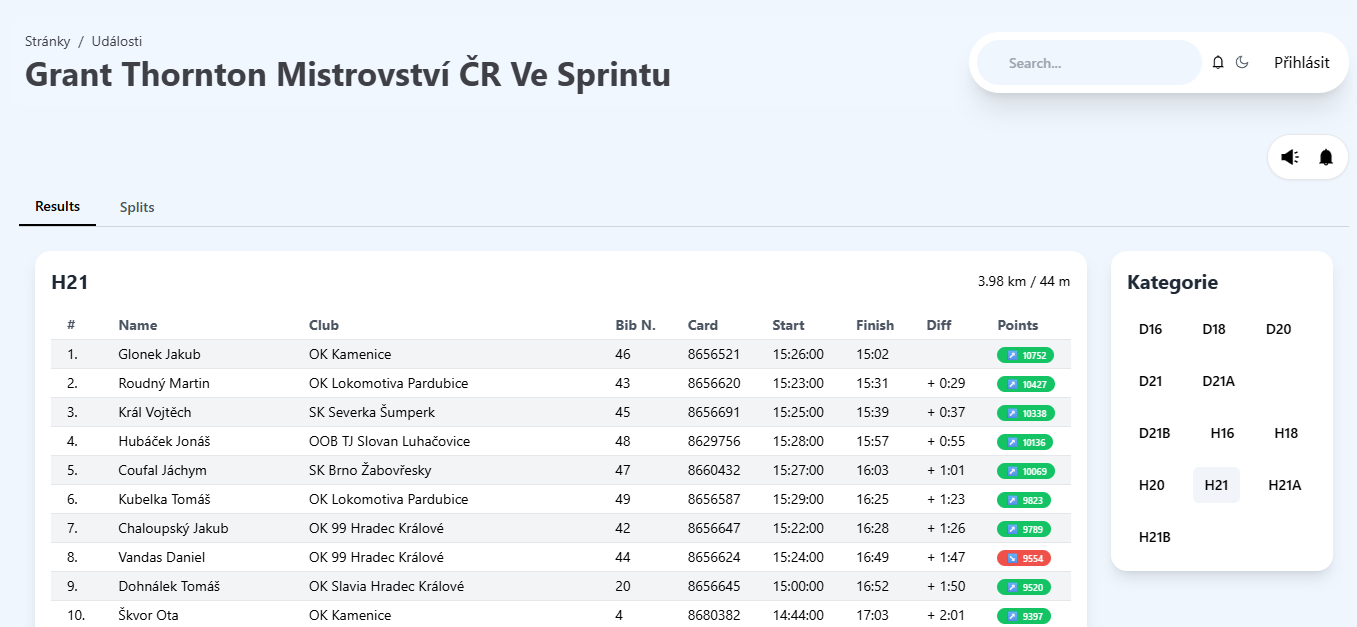 Stránky / Události
Grant Thornton Mistrovství ČR Ve Sprintu
Search...
Přihlásit
Results Splits
H21
3.98 km / 44 m
# Name Club Bib N. Card Start Finish Diff Points
1. Glonek Jakub OK Kamenice 46 8656521 15:26:00 15:02 10752
2. Roudný Martin OK Lokomotiva Pardubice 43 8656620 15:23:00 15:31 + 0:29 10427
3. Král Vojtěch SK Severka Šumperk 45 8656691 15:25:00 15:39 + 0:37 10338
4. Hubáček Jonáš OOB TJ Slovan Luhačovice 48 8629756 15:28:00 15:57 + 0:55 10136
5. Coufal Jáchym SK Brno Žabovřesky 47 8660432 15:27:00 16:03 + 1:01 10069
6. Kubelka Tomáš OK Lokomotiva Pardubice 49 8656587 15:29:00 16:25 + 1:23 9823
7. Chaloupský Jakub OK 99 Hradec Králové 42 8656647 15:22:00 16:28 + 1:26 9789
8. Vandas Daniel OK 99 Hradec Králové 44 8656624 15:24:00 16:49 + 1:47 9554
9. Dohnálek Tomáš OK Slavia Hradec Králové 20 8656645 15:00:00 16:52 + 1:50 9520
10. Škvor Ota OK Kamenice 4 8680382 14:44:00 17:03 + 2:01 9397
Kategorie
D16 D18 D20
D21 D21A
D21B H16 H18
H20 H21 H21A
H21B